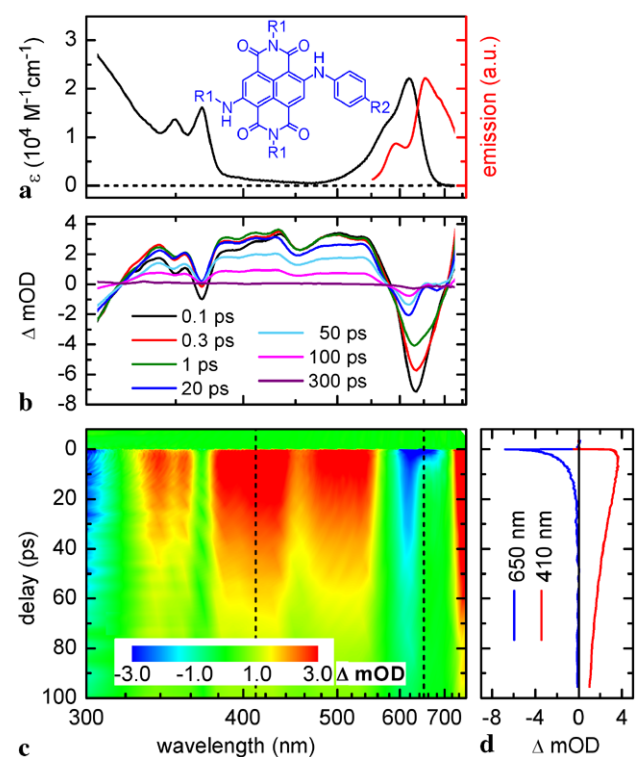 R1
N
O
O
H
N
R1
N
H
R2
O
N
O
R1
3
2
1
0
ε (10⁴ M⁻¹cm⁻¹)
emission (a.u.)
a
4
2
0
-2
-4
-6
-8
Δ mOD
0.1 ps
0.3 ps
1 ps
20 ps
50 ps
100 ps
300 ps
b
0
20
40
60
80
100
delay (ps)
-3.0 -1.0 1.0 3.0 Δ mOD
300 400 500 600 700
wavelength (nm)
c
650 nm
410 nm
-8 -4 0 4
Δ mOD
d